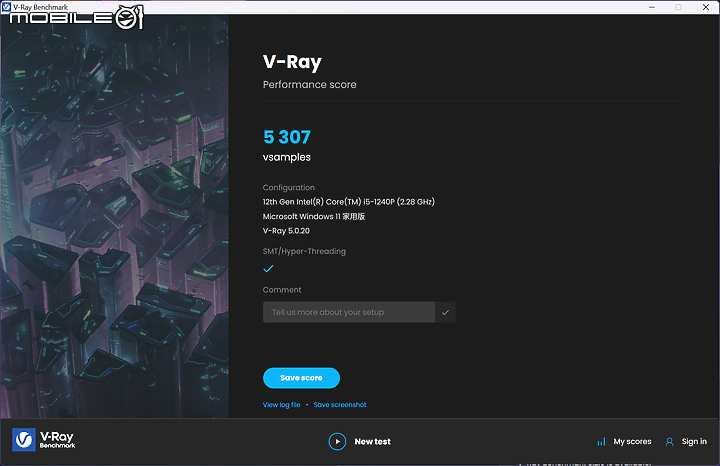 V-Ray Benchmark
MOBILE01
V-Ray
Performance score
5 307
vsamples
Configuration
12th Gen Intel(R) Core(TM) i5-1240P (2.28 GHz)
Microsoft Windows 11 家用版
V-Ray 5.0.20
SMT/Hyper-Threading
Comment
Tell us more about your setup
Save score
View log file • Save screenshot
V-Ray
Benchmark
New test
My scores
Sign in